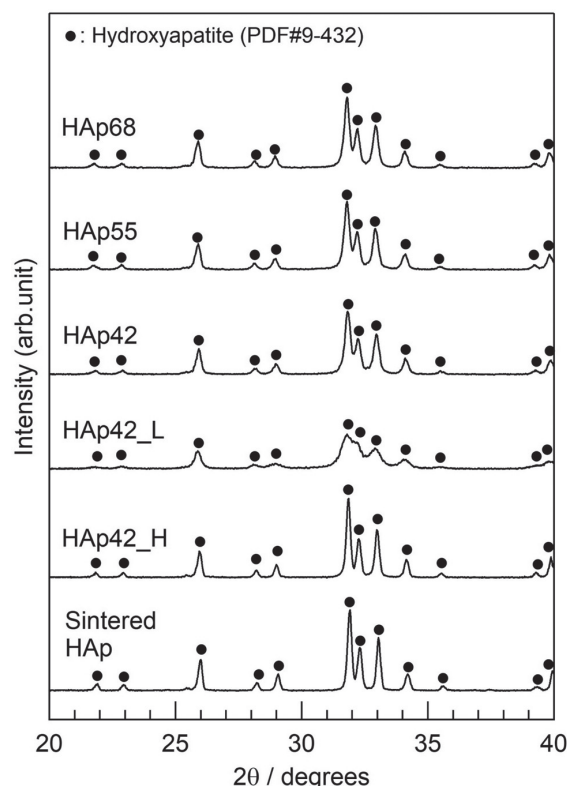 ●: Hydroxyapatite (PDF#9-432)
HAp68
HAp55
HAp42
HAp42_L
HAp42_H
Sintered
HAp
Intensity (arb.unit)
20 25 30 35 40
2θ / degrees